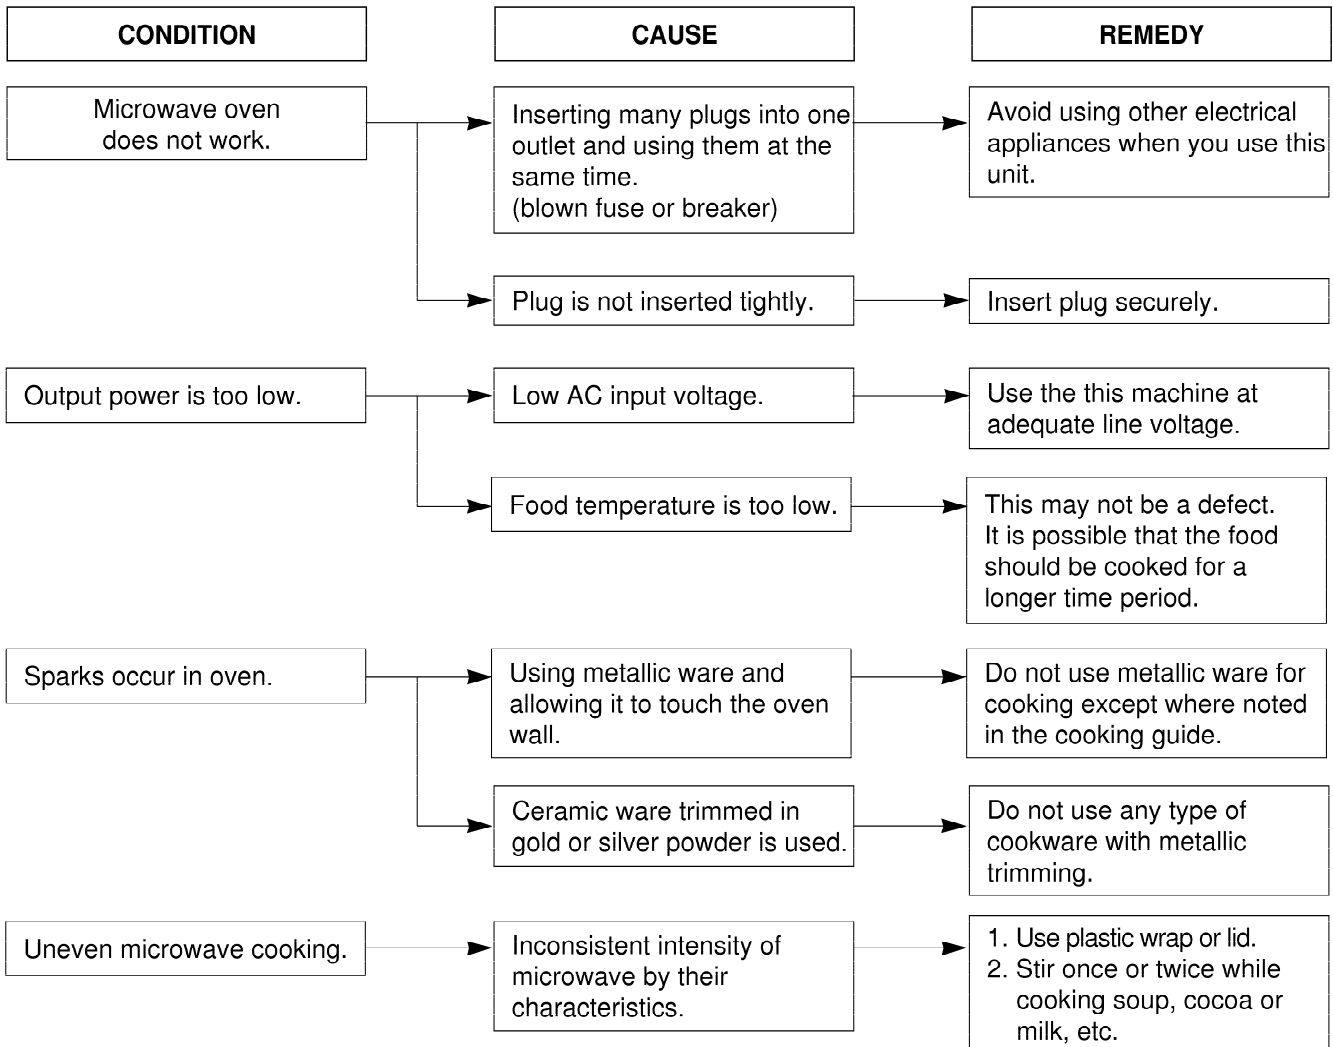 CONDITION
CAUSE
REMEDY
Microwave oven
does not work.
Inserting many plugs into one
outlet and using them at the
same time.
(blown fuse or breaker)
Avoid using other electrical
appliances when you use this
unit.
Plug is not inserted tightly.
Insert plug securely.
Output power is too low.
Low AC input voltage.
Use the this machine at
adequate line voltage.
Food temperature is too low.
This may not be a defect.
It is possible that the food
should be cooked for a
longer time period.
Sparks occur in oven.
Using metallic ware and
allowing it to touch the oven
wall.
Do not use metallic ware for
cooking except where noted
in the cooking guide.
Ceramic ware trimmed in
gold or silver powder is used.
Do not use any type of
cookware with metallic
trimming.
Uneven microwave cooking.
Inconsistent intensity of
microwave by their
characteristics.
1. Use plastic wrap or lid.
2. Stir once or twice while
cooking soup, cocoa or
milk, etc.